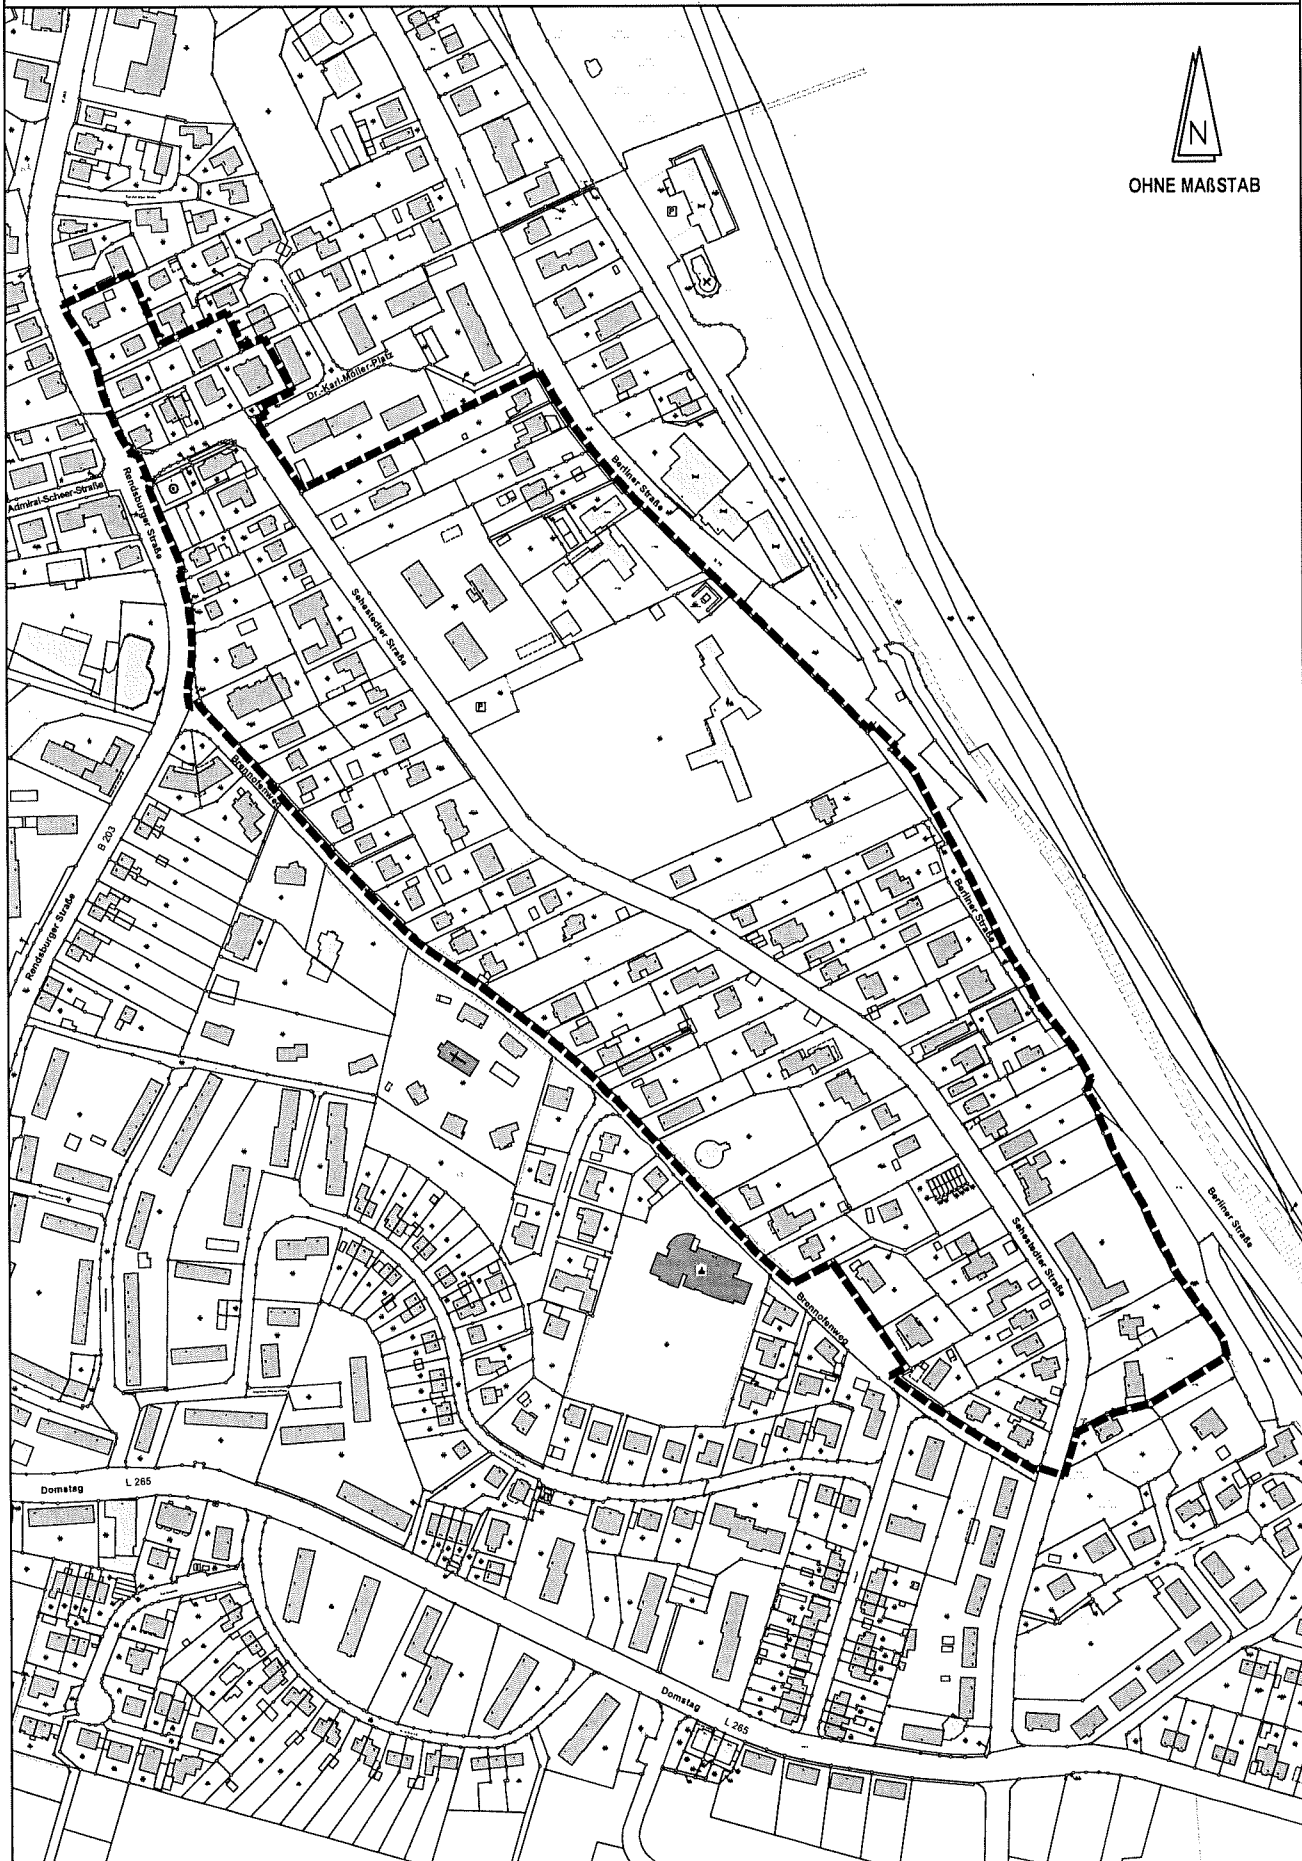 N
OHNE MAßSTAB
Dr.-Karl-Möller-Platz
Admiral-Scheer-Straße
Rendsburger Straße
Berliner Straße
Sehestedter Straße
P
P
Brennofenweg
B 203
Rendsburger Straße
Berliner Straße
Berliner Straße
Sehestedter Straße
Brennofenweg
Domstag
L 265
Domstag
L 265